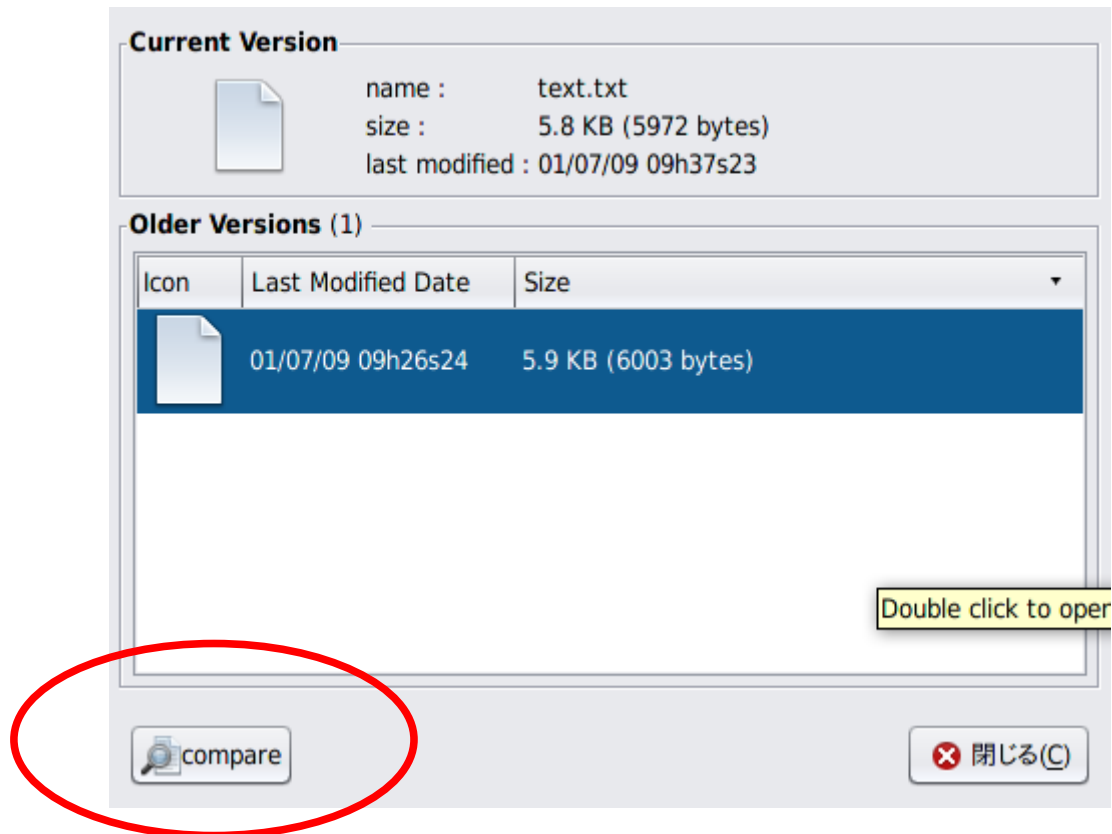 Current Version
name : text.txt
size : 5.8 KB (5972 bytes)
last modified : 01/07/09 09h37s23
Older Versions (1)
Icon Last Modified Date Size
01/07/09 09h26s24 5.9 KB (6003 bytes)
Double click to open
compare 閉じる(C)